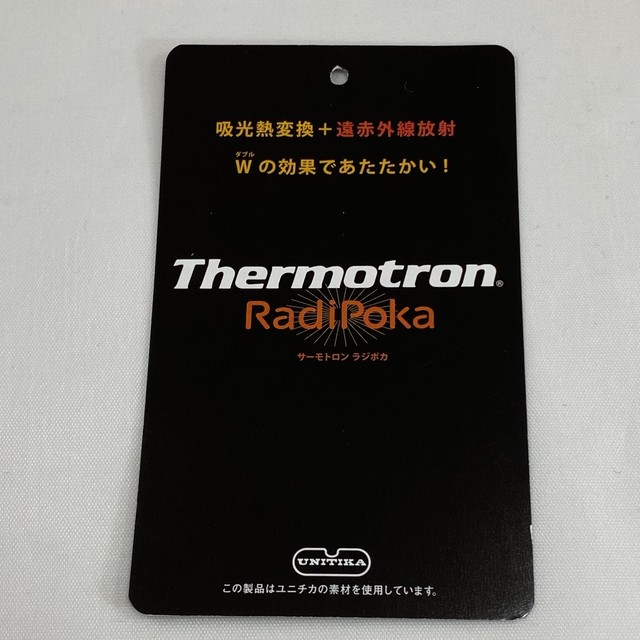 吸光熱変換＋遠赤外線放射
ダブル
Wの効果であたたかい！
Thermotron®
RadiPoka
サーモトロン ラジポカ
UNITIKA
この製品はユニチカの素材を使用しています。